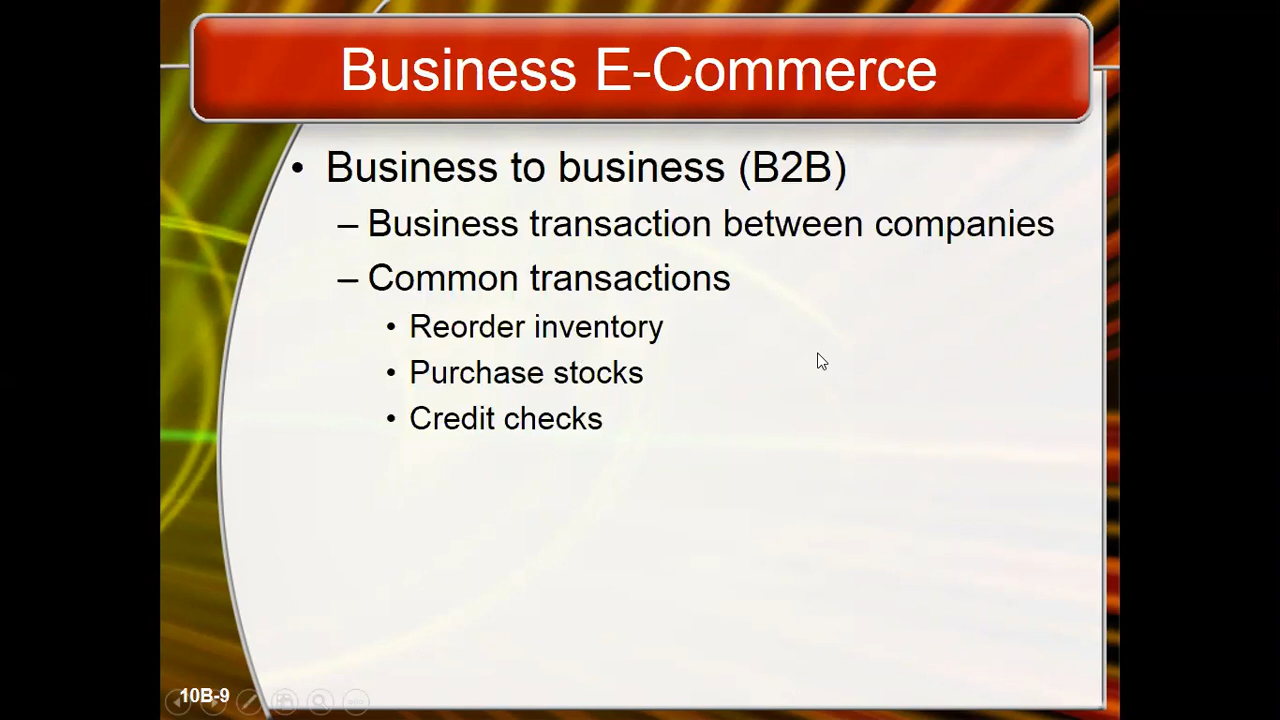 Business E-Commerce
• Business to business (B2B)
– Business transaction between companies
– Common transactions
• Reorder inventory
• Purchase stocks
• Credit checks
10B-9